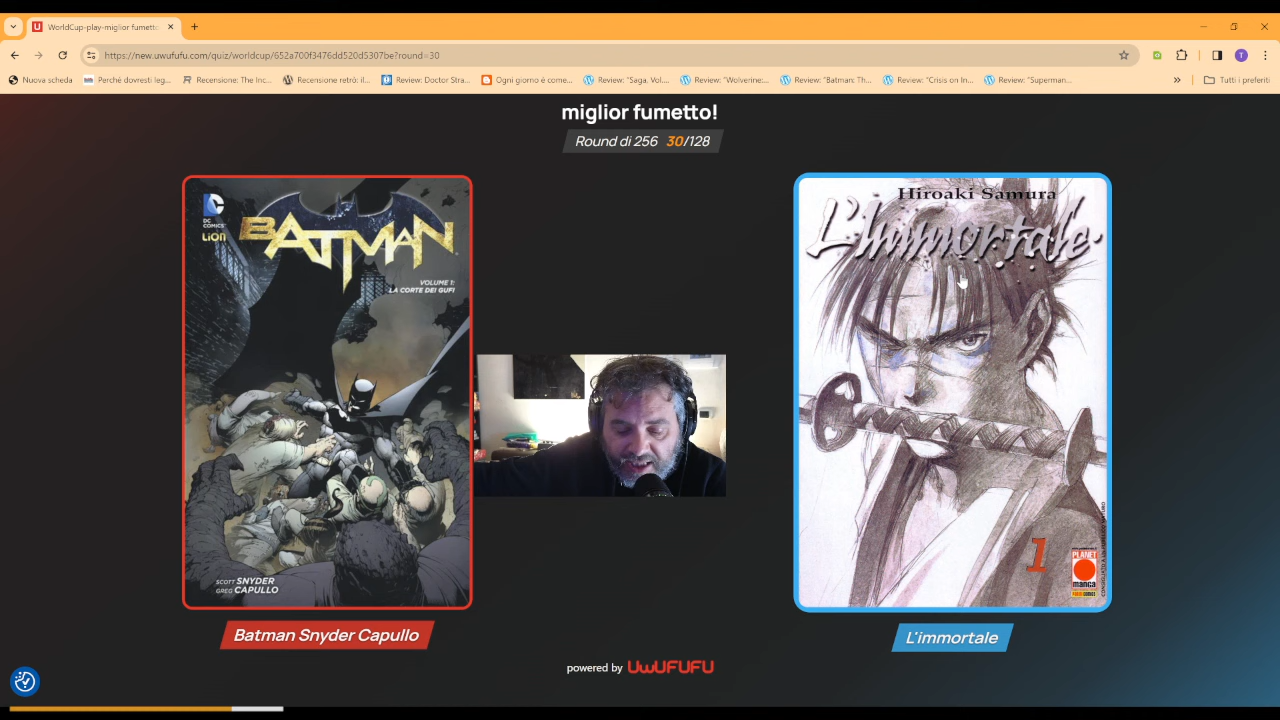 WorldCup-play-miglior fumetto
https://new.uwufufu.com/quiz/worldcup/652a700f3476dd520d5307be?round=30
T
Nuova scheda
Perché dovresti leg...
Recensione: The Inc...
Recensione retrò: il...
Review: Doctor Stra...
Ogni giorno è come...
Review: "Saga, Vol....
Review: "Wolverine:...
Review: "Batman: Th...
Review: "Crisis on In...
Review: "Superman...
»
Tutti i preferiti
miglior fumetto!
Round di 256 30/128
DC COMICS
LION
BATMAN
VOLUME 1:
LA CORTE DEI GUFI
SCOTT SNYDER
GREG CAPULLO
Batman Snyder Capullo
Hiroaki Samura
L'Immortale
1
PLANET
manga
PANINI COMICS
L'immortale
powered by UwUFUFU